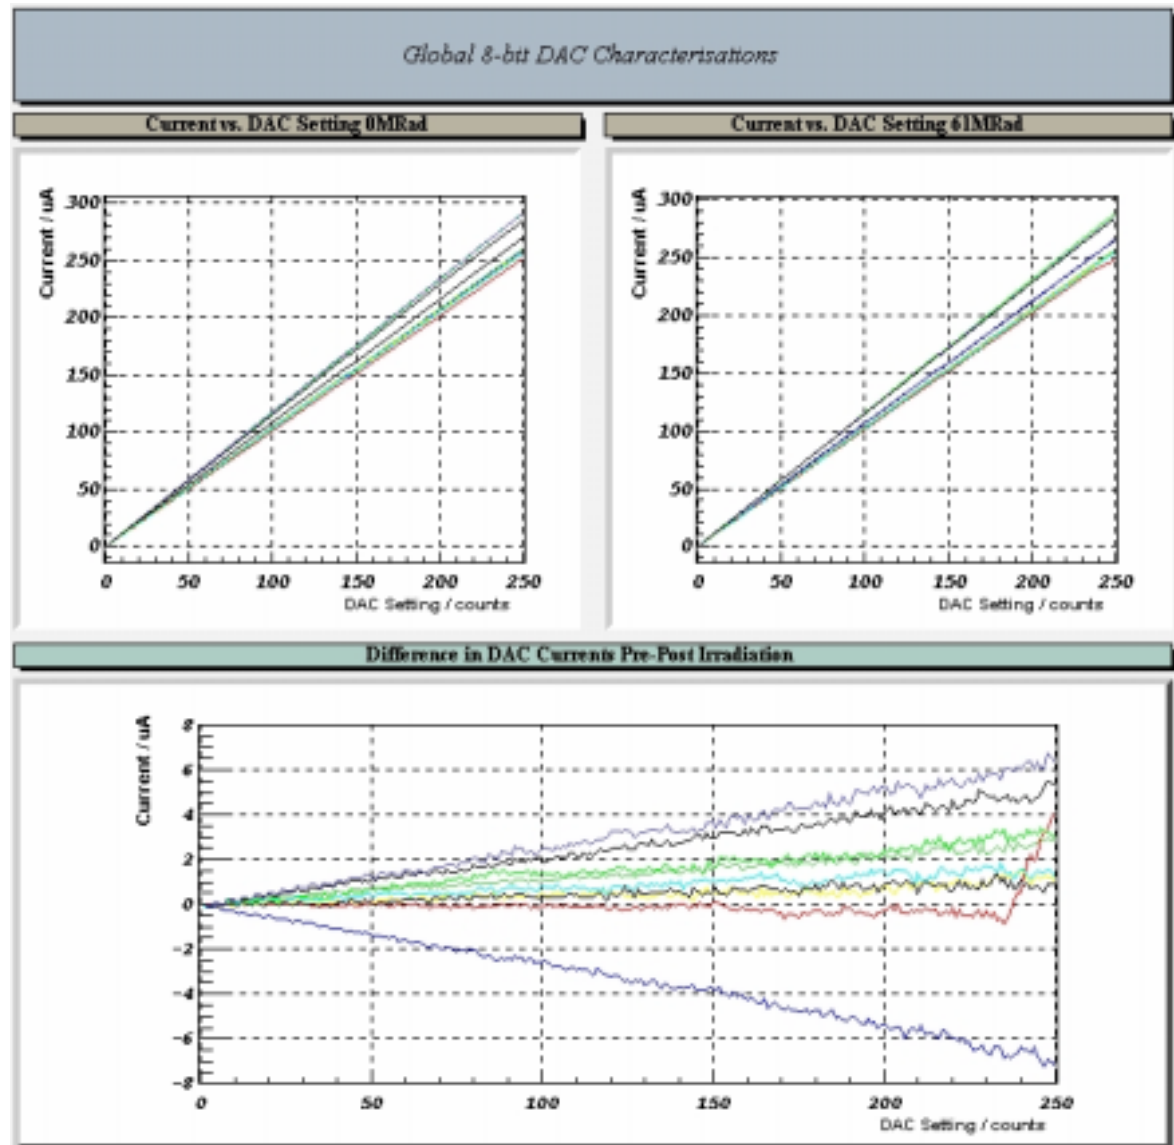 Global 8-bit DAC Characterisations
Current vs. DAC Setting 0MRad
Current vs. DAC Setting 61MRad
Current / uA
300
250
200
150
100
50
0
0 50 100 150 200 250
DAC Setting / counts
Current / uA
300
250
200
150
100
50
0
0 50 100 150 200 250
DAC Setting / counts
Difference in DAC Currents Pre-Post Irradiation
Current / uA
8
6
4
2
0
-2
-4
-6
-8
0 50 100 150 200 250
DAC Setting / counts